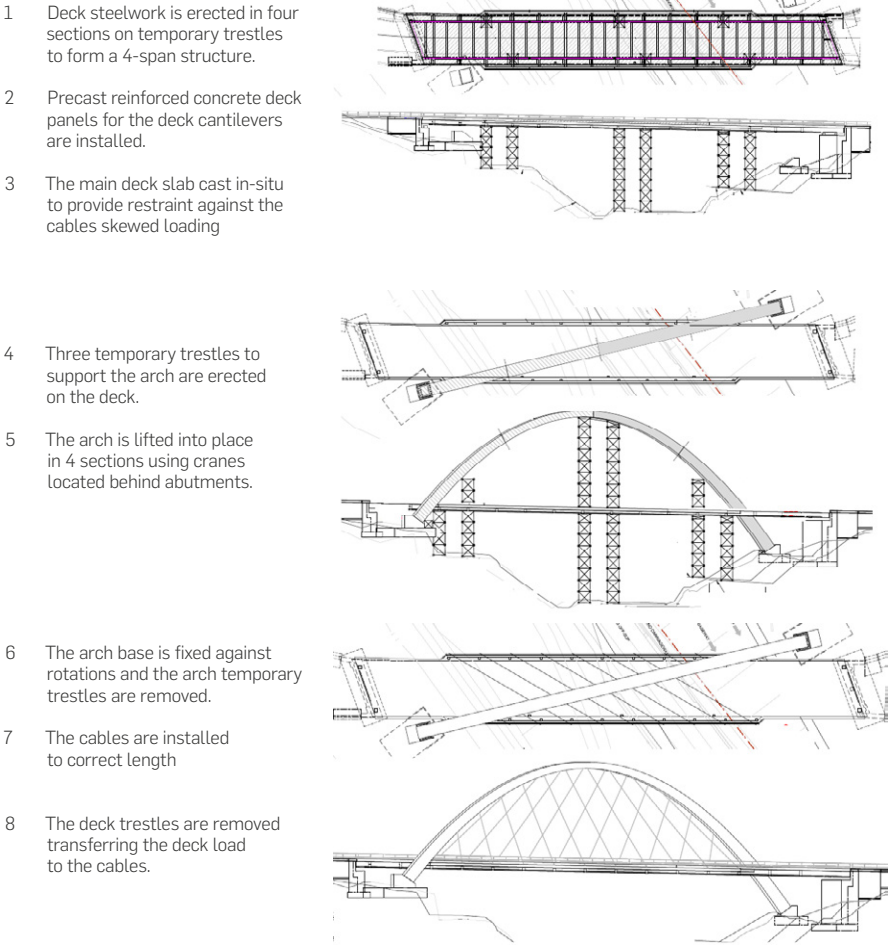 1 Deck steelwork is erected in four
sections on temporary trestles
to form a 4-span structure.
2 Precast reinforced concrete deck
panels for the deck cantilevers
are installed.
3 The main deck slab cast in-situ
to provide restraint against the
cables skewed loading
4 Three temporary trestles to
support the arch are erected
on the deck.
5 The arch is lifted into place
in 4 sections using cranes
located behind abutments.
6 The arch base is fixed against
rotations and the arch temporary
trestles are removed.
7 The cables are installed
to correct length
8 The deck trestles are removed
transferring the deck load
to the cables.